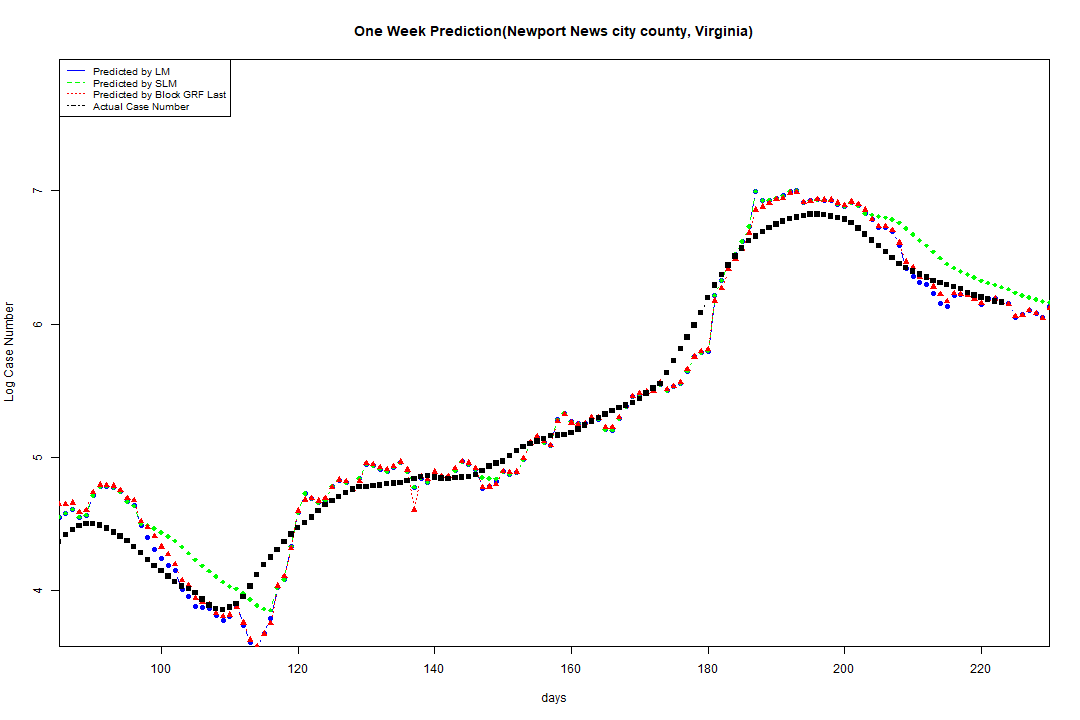 One Week Prediction(Newport News city county, Virginia)
Predicted by LM
Predicted by SLM
Predicted by Block GRF Last
Actual Case Number
7
6
5
4
Log Case Number
100 120 140 160 180 200 220
days